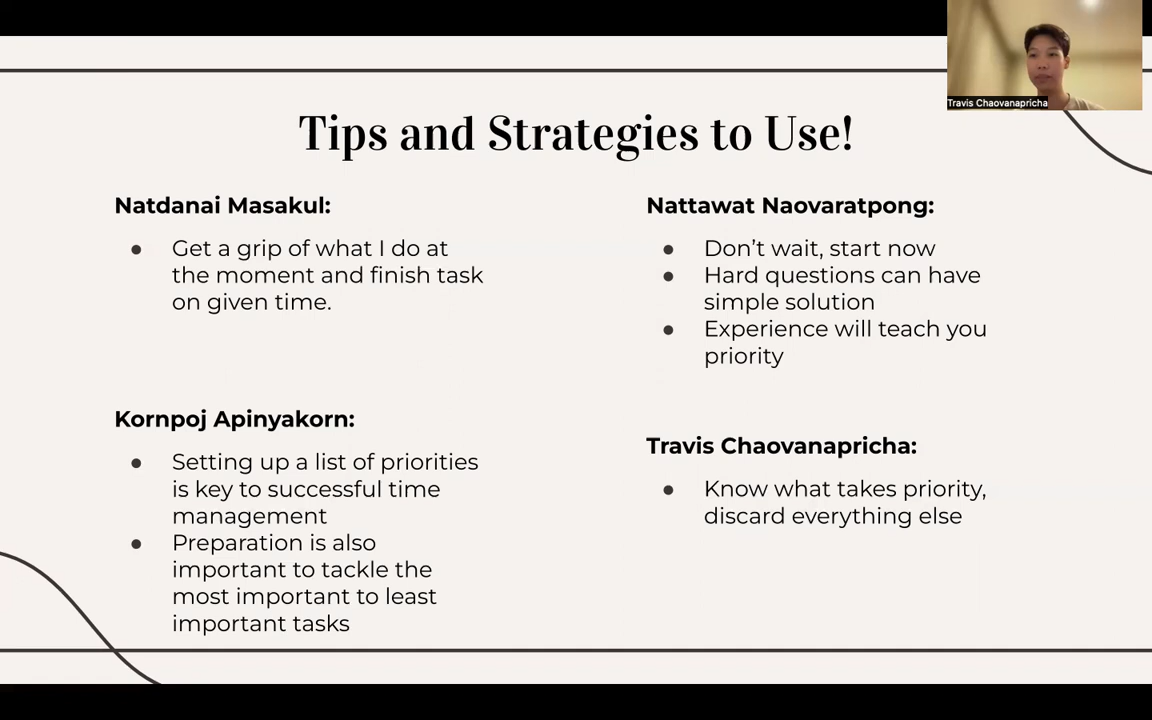 Travis Chaovanapricha
Tips and Strategies to Use!
Natdanai Masakul:
● Get a grip of what I do at
the moment and finish task
on given time.
Kornpoj Apinyakorn:
● Setting up a list of priorities
is key to successful time
management
● Preparation is also
important to tackle the
most important to least
important tasks
Nattawat Naovaratpong:
● Don’t wait, start now
● Hard questions can have
simple solution
● Experience will teach you
priority
Travis Chaovanapricha:
● Know what takes priority,
discard everything else